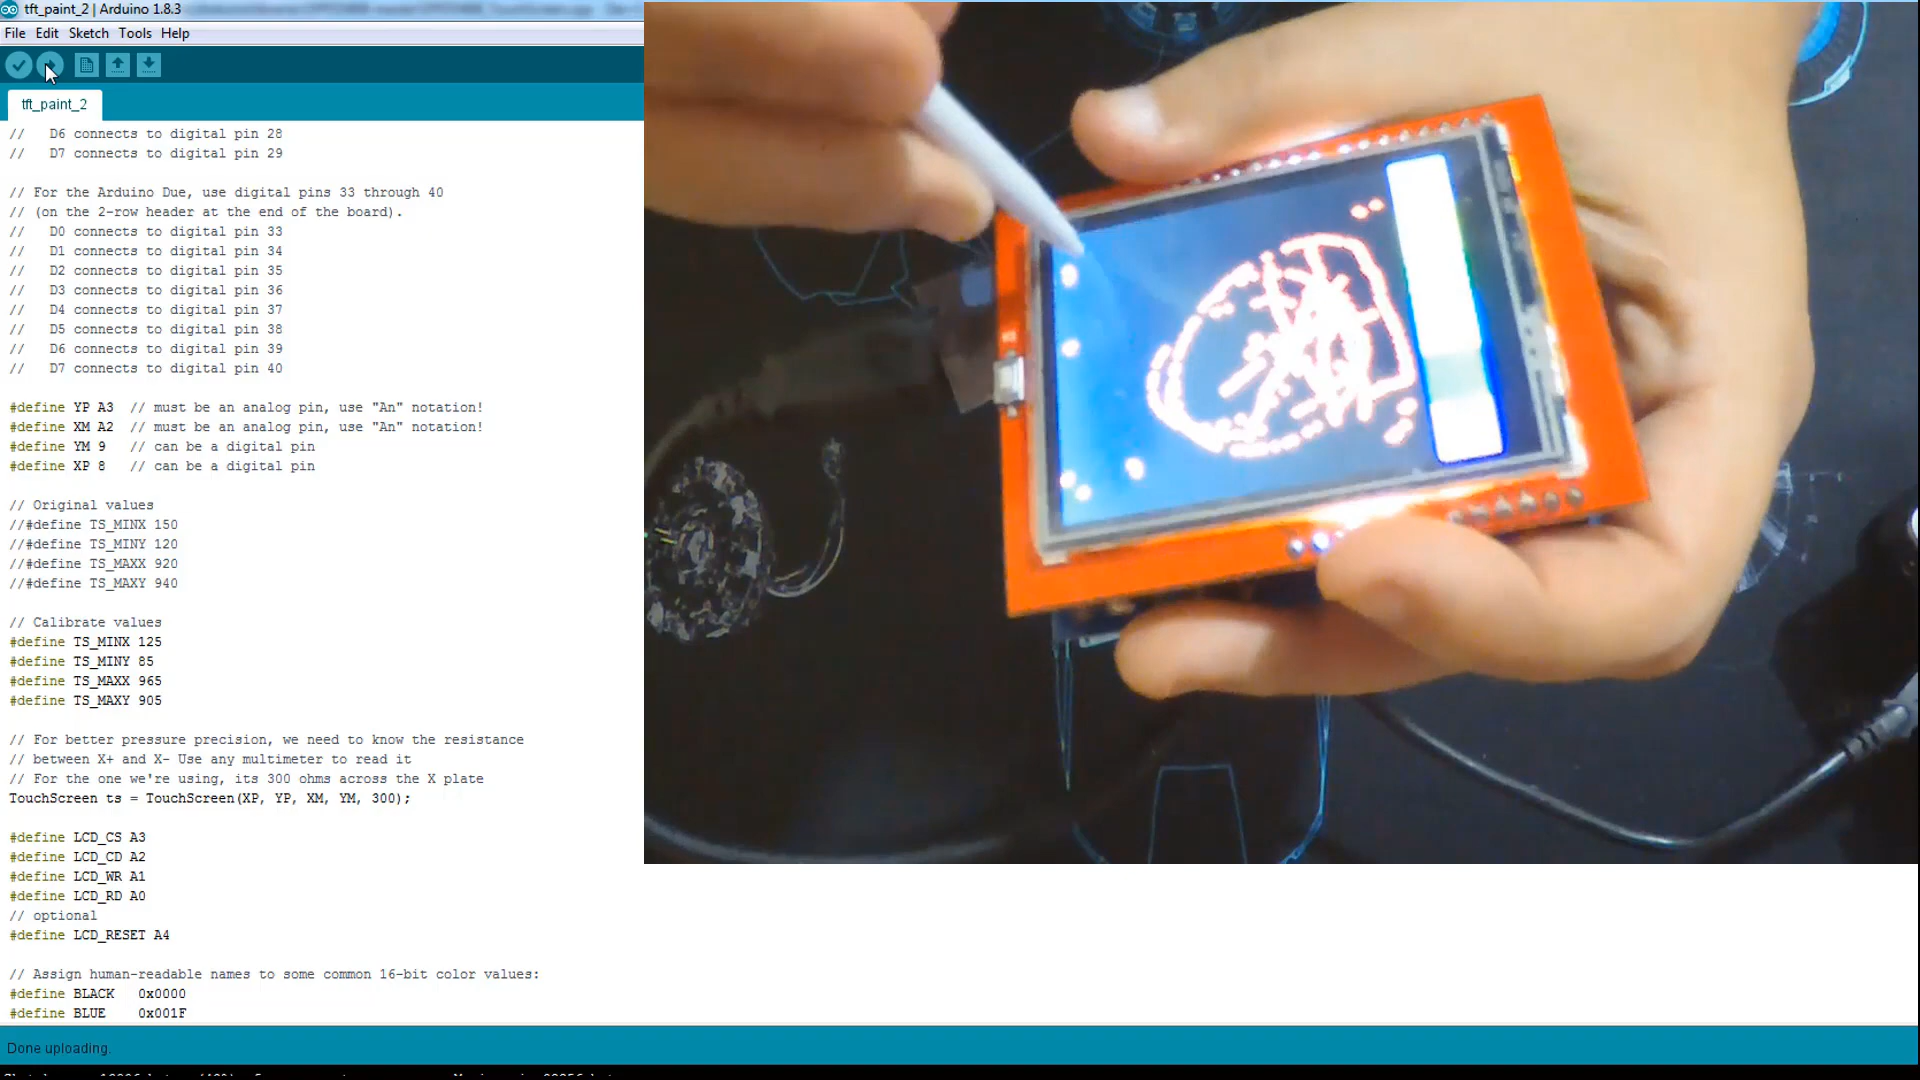 tft_paint_2 | Arduino 1.8.3
File Edit Sketch Tools Help
tft_paint_2
//   D6 connects to digital pin 28
//   D7 connects to digital pin 29
// For the Arduino Due, use digital pins 33 through 40
// (on the 2-row header at the end of the board).
//   D0 connects to digital pin 33
//   D1 connects to digital pin 34
//   D2 connects to digital pin 35
//   D3 connects to digital pin 36
//   D4 connects to digital pin 37
//   D5 connects to digital pin 38
//   D6 connects to digital pin 39
//   D7 connects to digital pin 40
#define YP A3  // must be an analog pin, use "An" notation!
#define XM A2  // must be an analog pin, use "An" notation!
#define YM 9   // can be a digital pin
#define XP 8   // can be a digital pin
// Original values
//#define TS_MINX 150
//#define TS_MINY 120
//#define TS_MAXX 920
//#define TS_MAXY 940
// Calibrate values
#define TS_MINX 125
#define TS_MINY 85
#define TS_MAXX 965
#define TS_MAXY 905
// For better pressure precision, we need to know the resistance
// between X+ and X- Use any multimeter to read it
// For the one we're using, its 300 ohms across the X plate
TouchScreen ts = TouchScreen(XP, YP, XM, YM, 300);
#define LCD_CS A3
#define LCD_CD A2
#define LCD_WR A1
#define LCD_RD A0
// optional
#define LCD_RESET A4
// Assign human-readable names to some common 16-bit color values:
#define BLACK   0x0000
#define BLUE    0x001F
Done uploading.